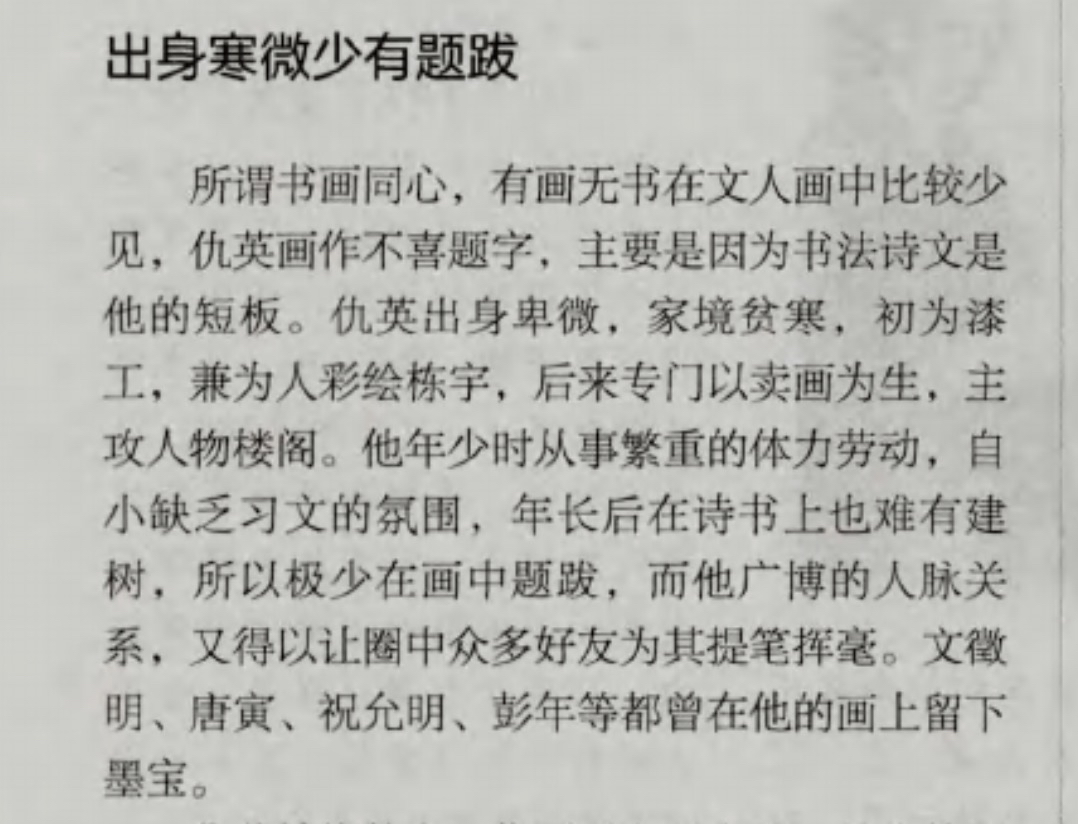 出身寒微少有题跋
所谓书画同心，有画无书在文人画中比较少
见，仇英画作不喜题字，主要是因为书法诗文是
他的短板。仇英出身卑微，家境贫寒，初为漆
工，兼为人彩绘栋宇，后来专门以卖画为生，主
攻人物楼阁。他年少时从事繁重的体力劳动，自
小缺乏习文的氛围，年长后在诗书上也难有建
树，所以极少在画中题跋，而他广博的人脉关
系，又得以让圈中众多好友为其提笔挥毫。文徵
明、唐寅、祝允明、彭年等都曾在他的画上留下
墨宝。